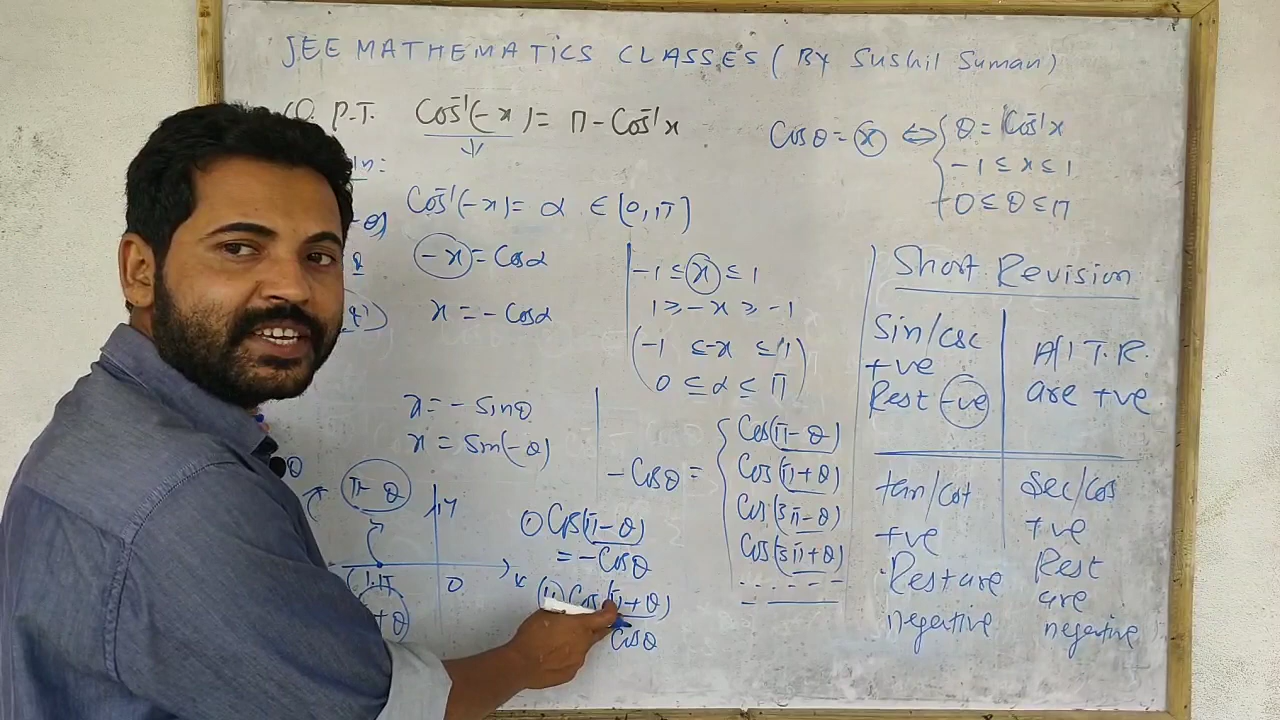 JEE MATHEMATICS CLASSES (By Sushil Suman)
Q. P.T. Cos⁻¹(-x) = π - Cos⁻¹x
Cosθ = x ⇔ { θ = Cos⁻¹x
-1 ≤ x ≤ 1
0 ≤ θ ≤ π
Cos⁻¹(-x) = α ∈ [0, π]
-x = Cosα
x = -Cosα
-1 ≤ x ≤ 1
1 ≥ -x ≥ -1
(-1 ≤ -x ≤ 1)
0 ≤ α ≤ π
x = -Sinθ
x = Sin(-θ)
-Cosθ = { Cos(π-θ)
Cos(π+θ)
Cos(3π-θ)
Cos(3π+θ)
π-θ
y
x
0
θ
+θ)
① Cos(π-θ)
= -Cosθ
(ii) Cos(π+θ)
Cosθ
Short Revision
Sin/csc
+ve
Rest -ve
All T.R.
are +ve
tan/cot
+ve
Rest are
negative
Sec/Cos
+ve
Rest
are
negative